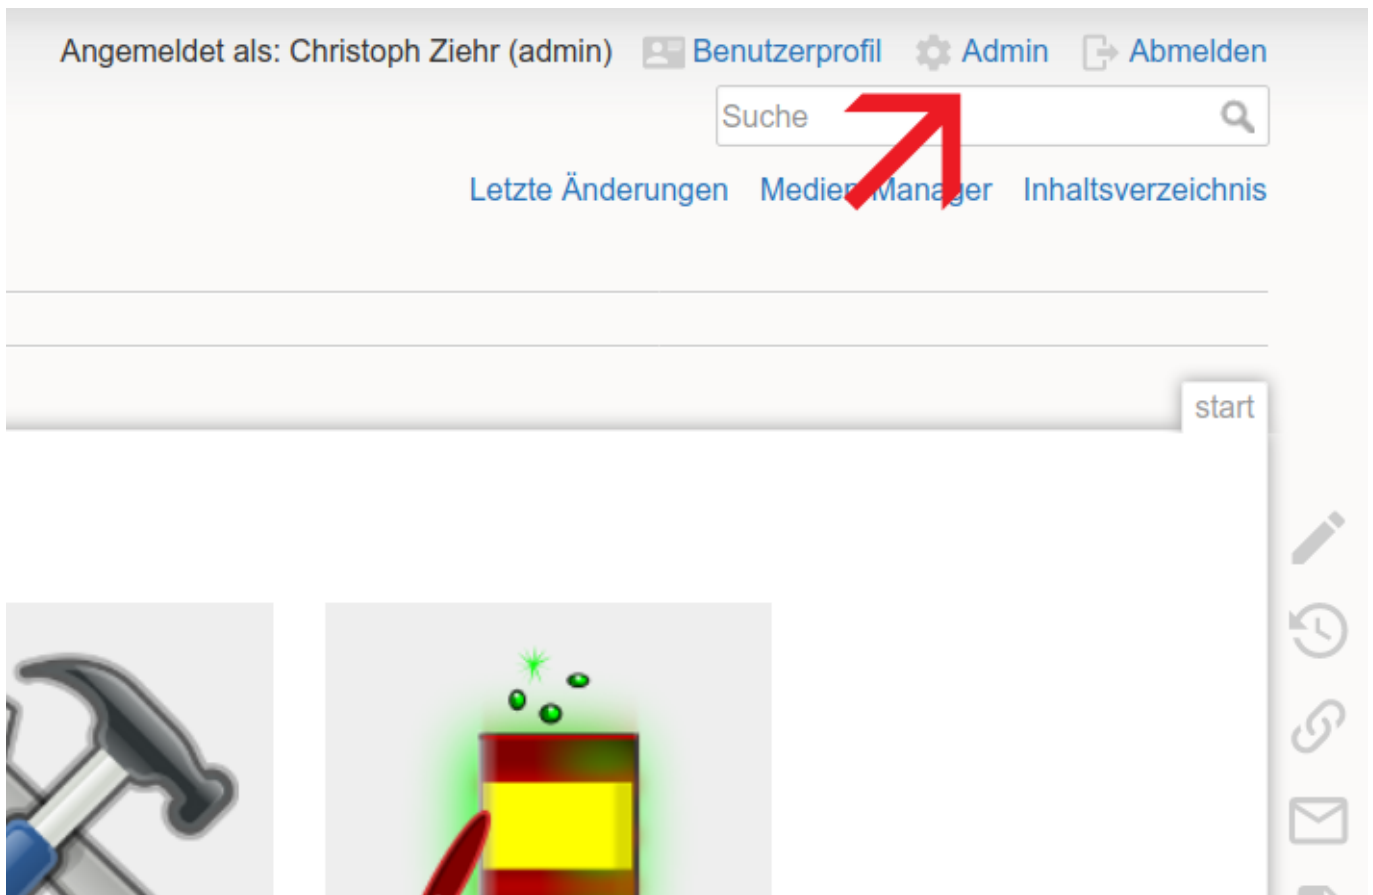 Angemeldet als: Christoph Ziehr (admin) Benutzerprofil Admin Abmelden
Suche
Letzte Änderungen Medien-Manager Inhaltsverzeichnis
start